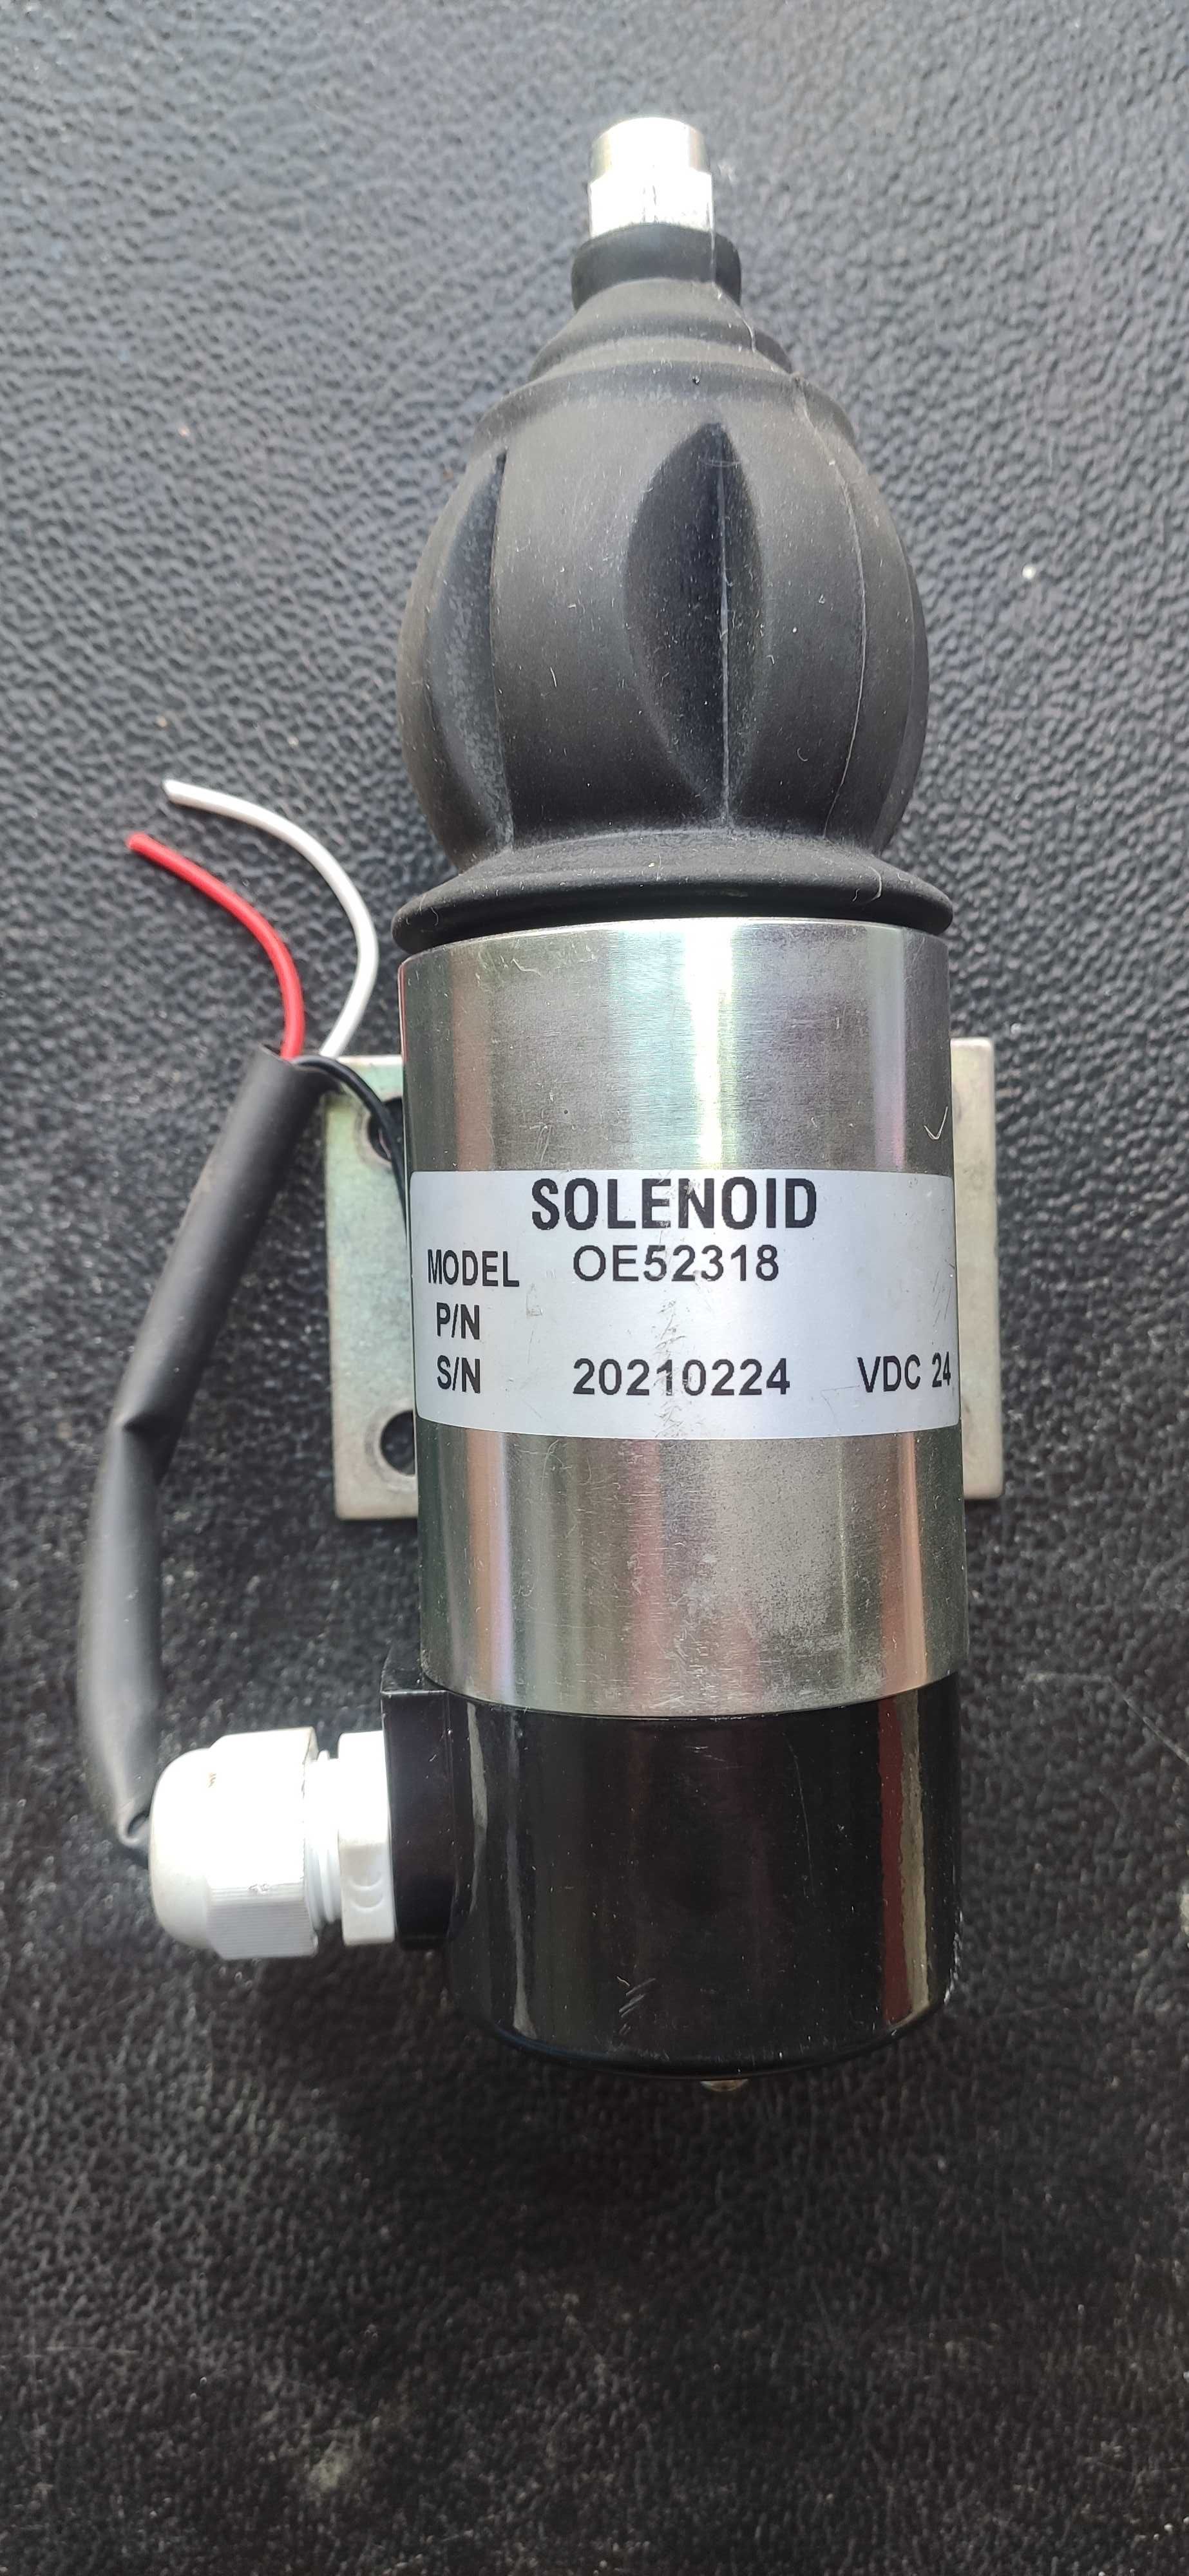 SOLENOID
MODEL OE52318
P/N
S/N 20210224 VDC 24